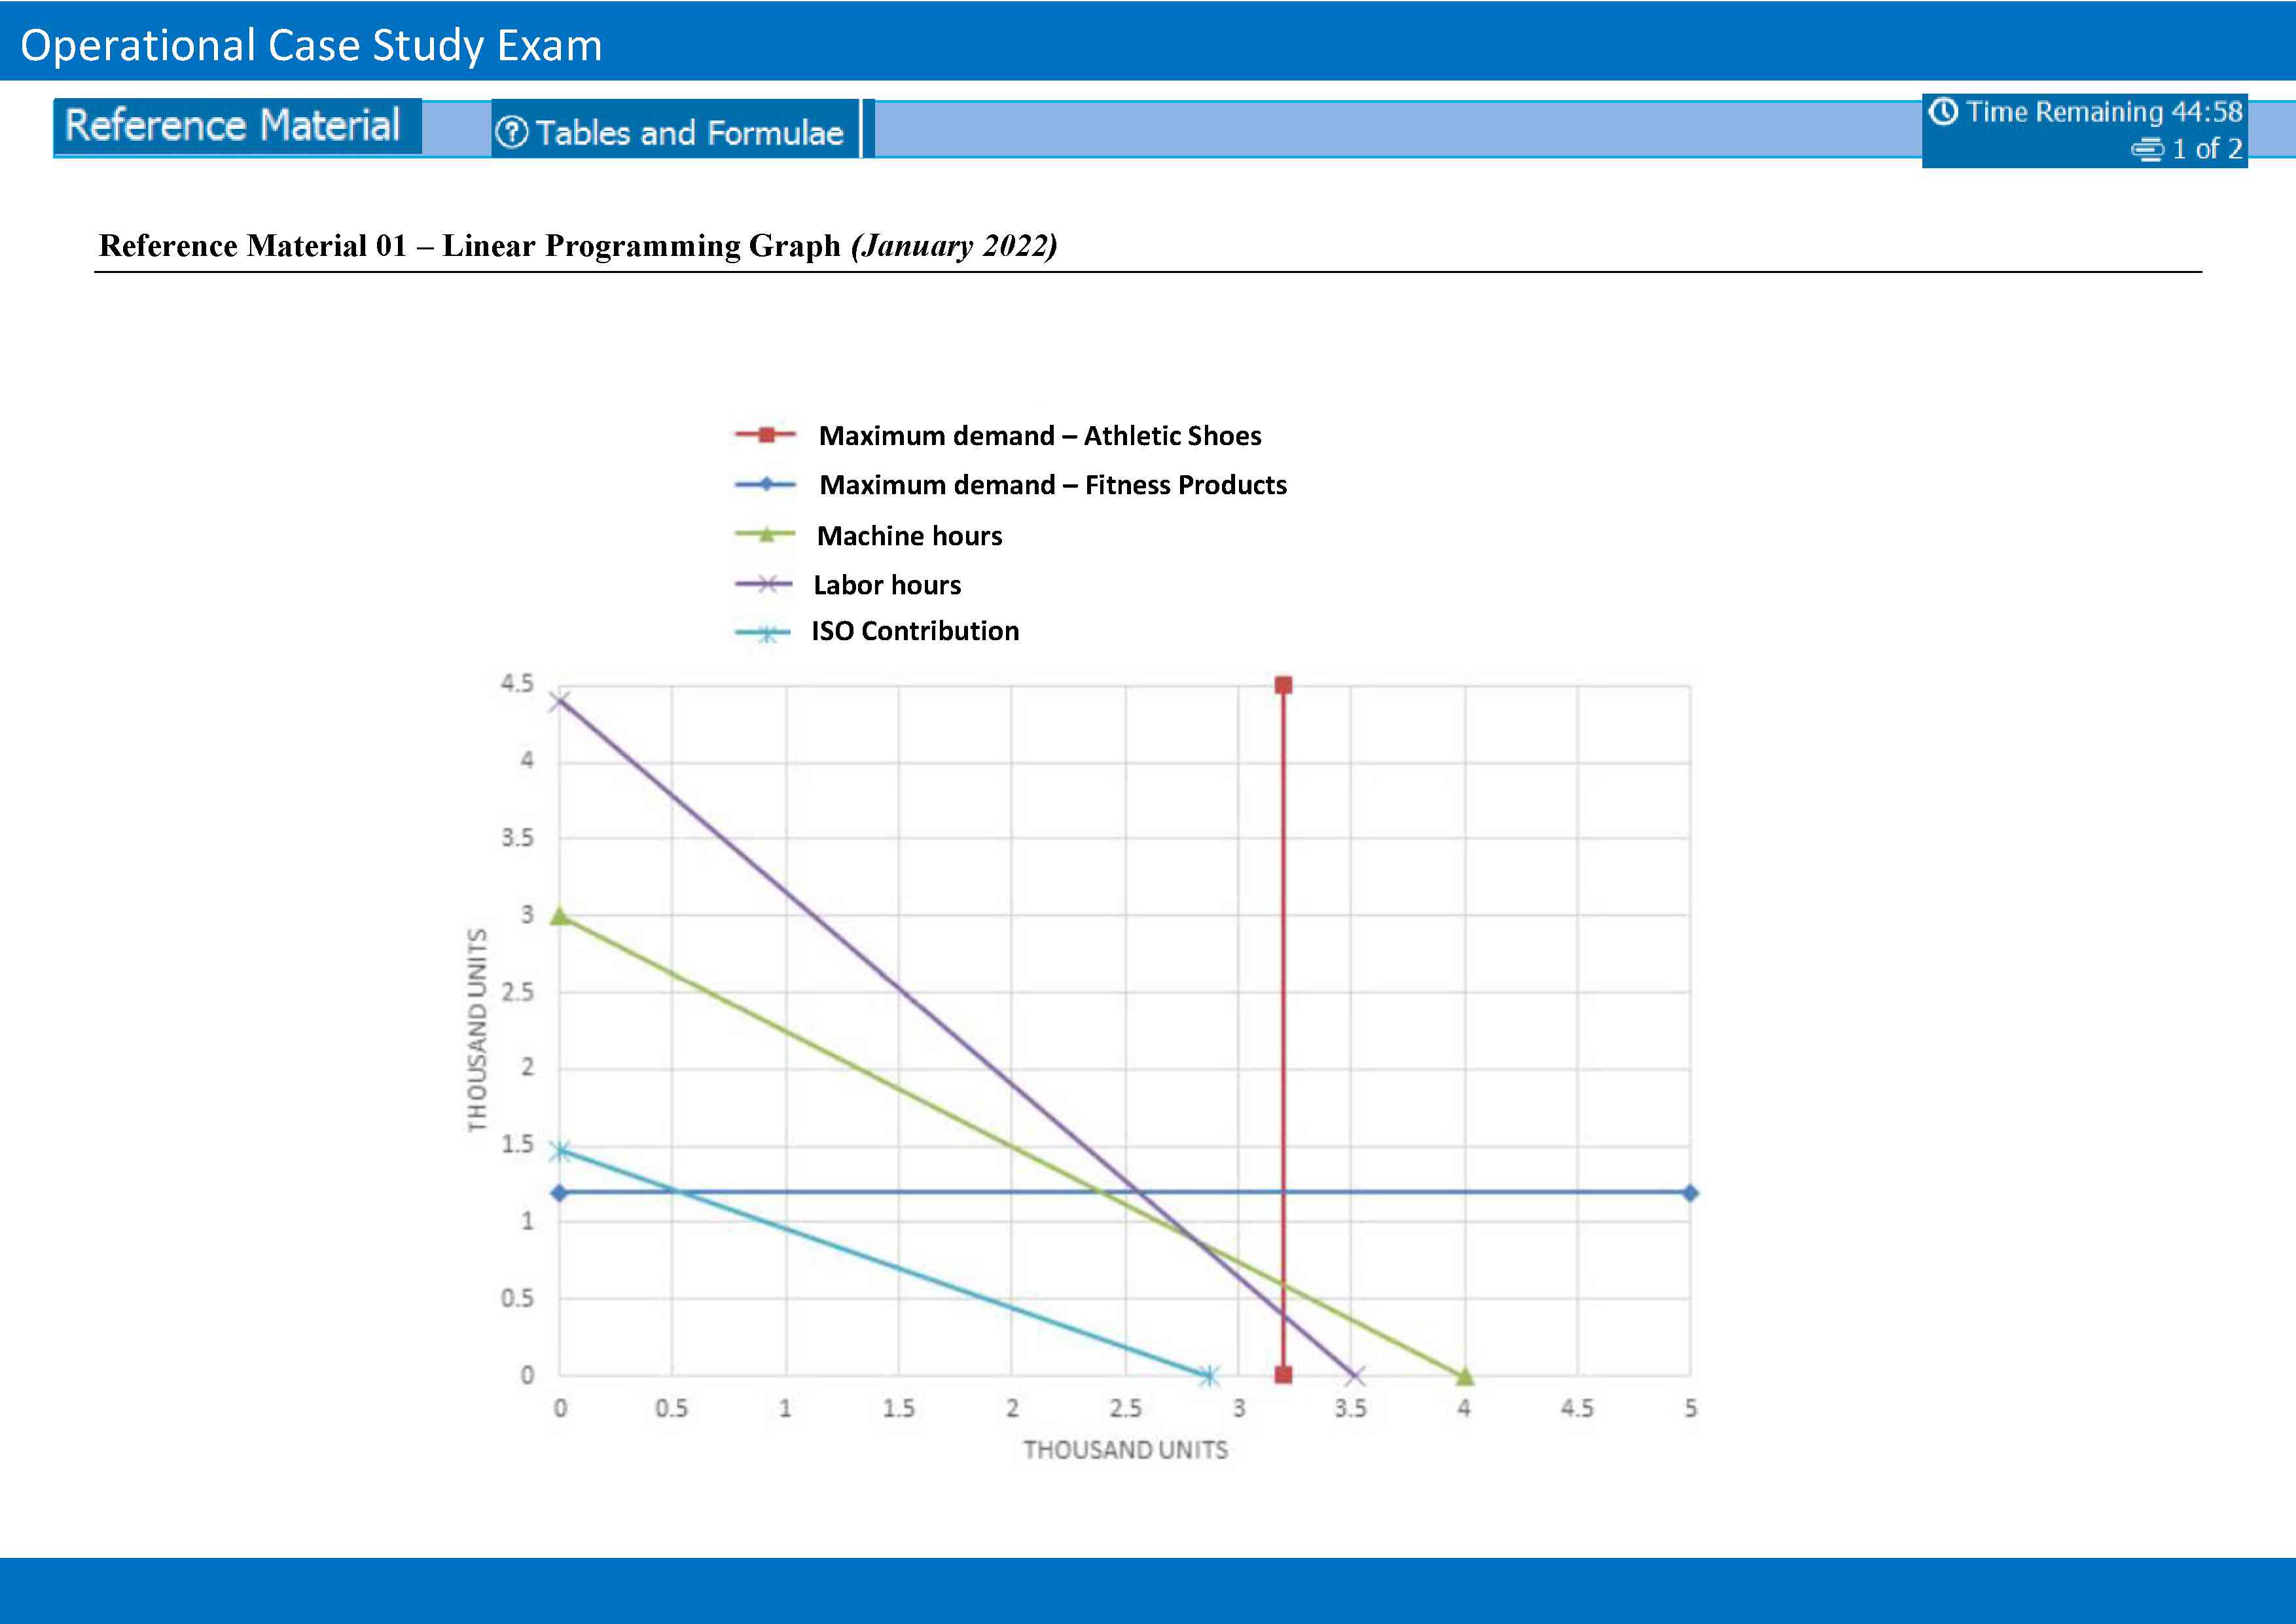 Operational Case Study Exam
Reference Material
Tables and Formulae
Time Remaining 44:58
1 of 2
Reference Material 01 – Linear Programming Graph (January 2022)
Maximum demand – Athletic Shoes
Maximum demand – Fitness Products
Machine hours
Labor hours
ISO Contribution
4.5
4
3.5
3
2.5
2
1.5
1
0.5
0
THOUSAND UNITS
0 0.5 1 1.5 2 2.5 3 3.5 4 4.5 5
THOUSAND UNITS